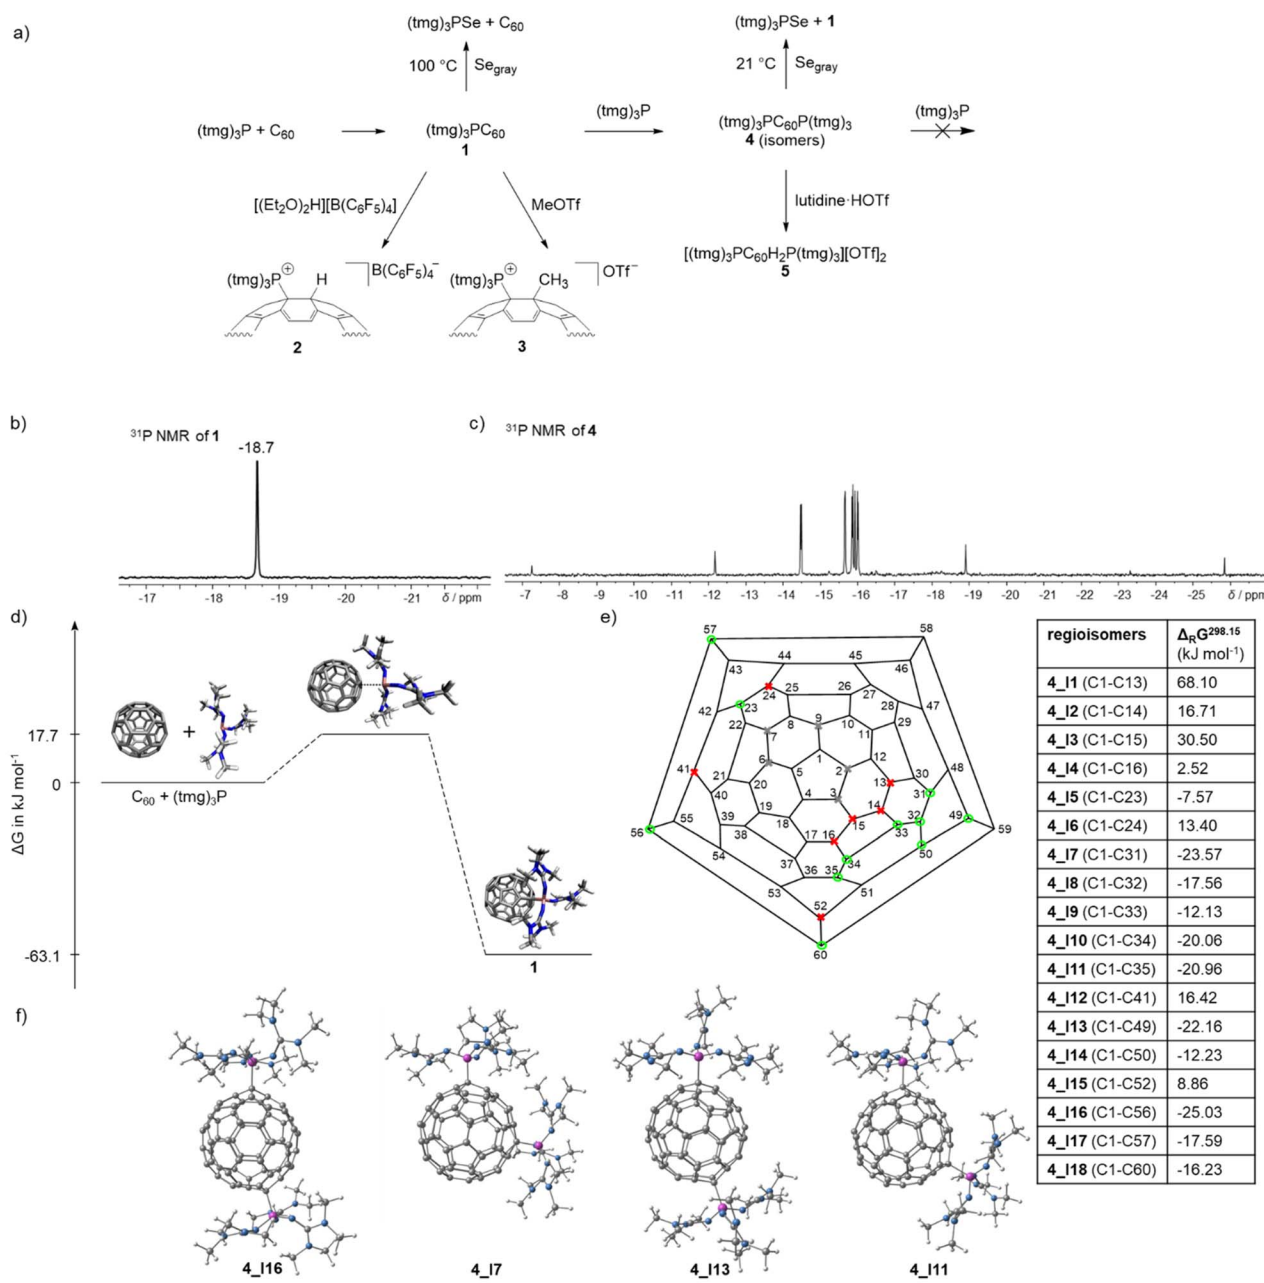 a)
(tmg)₃PSe + C₆₀
(tmg)₃PSe + 1
100 °C Se_gray
21 °C Se_gray
(tmg)₃P + C₆₀
(tmg)₃PC₆₀
1
(tmg)₃P
(tmg)₃PC₆₀P(tmg)₃
4 (isomers)
(tmg)₃P
[(Et₂O)₂H][B(C₆F₅)₄]
MeOTf
lutidine·HOTf
(tmg)₃P⊕ H B(C₆F₅)₄⁻
2
(tmg)₃P⊕ CH₃ OTf⁻
3
[(tmg)₃PC₆₀H₂P(tmg)₃][OTf]₂
5
b)
³¹P NMR of 1
-18.7
-17 -18 -19 -20 -21 δ / ppm
c)
³¹P NMR of 4
-7 -8 -9 -10 -11 -12 -13 -14 -15 -16 -17 -18 -19 -20 -21 -22 -23 -24 -25 δ / ppm
d)
ΔG in kJ mol⁻¹
17.7
0
-63.1
+
C₆₀ + (tmg)₃P
1
e)
57 58
43 44 45 46
24 25 26 27
42 23 28 47
22 8 9 10 29
7 11
1
41 6 5 2 12 48
21 20 13 30
40 4 3 31
14 32 49
56 55 39 19 18 15 33 59
38 17 16 50
54 37 34
36 35
53 51
52
60
regioisomers Δ_RG²⁹⁸·¹⁵ (kJ mol⁻¹)
4_I1 (C1-C13) 68.10
4_I2 (C1-C14) 16.71
4_I3 (C1-C15) 30.50
4_I4 (C1-C16) 2.52
4_I5 (C1-C23) -7.57
4_I6 (C1-C24) 13.40
4_I7 (C1-C31) -23.57
4_I8 (C1-C32) -17.56
4_I9 (C1-C33) -12.13
4_I10 (C1-C34) -20.06
4_I11 (C1-C35) -20.96
4_I12 (C1-C41) 16.42
4_I13 (C1-C49) -22.16
4_I14 (C1-C50) -12.23
4_I15 (C1-C52) 8.86
4_I16 (C1-C56) -25.03
4_I17 (C1-C57) -17.59
4_I18 (C1-C60) -16.23
f)
4_I16
4_I7
4_I13
4_I11